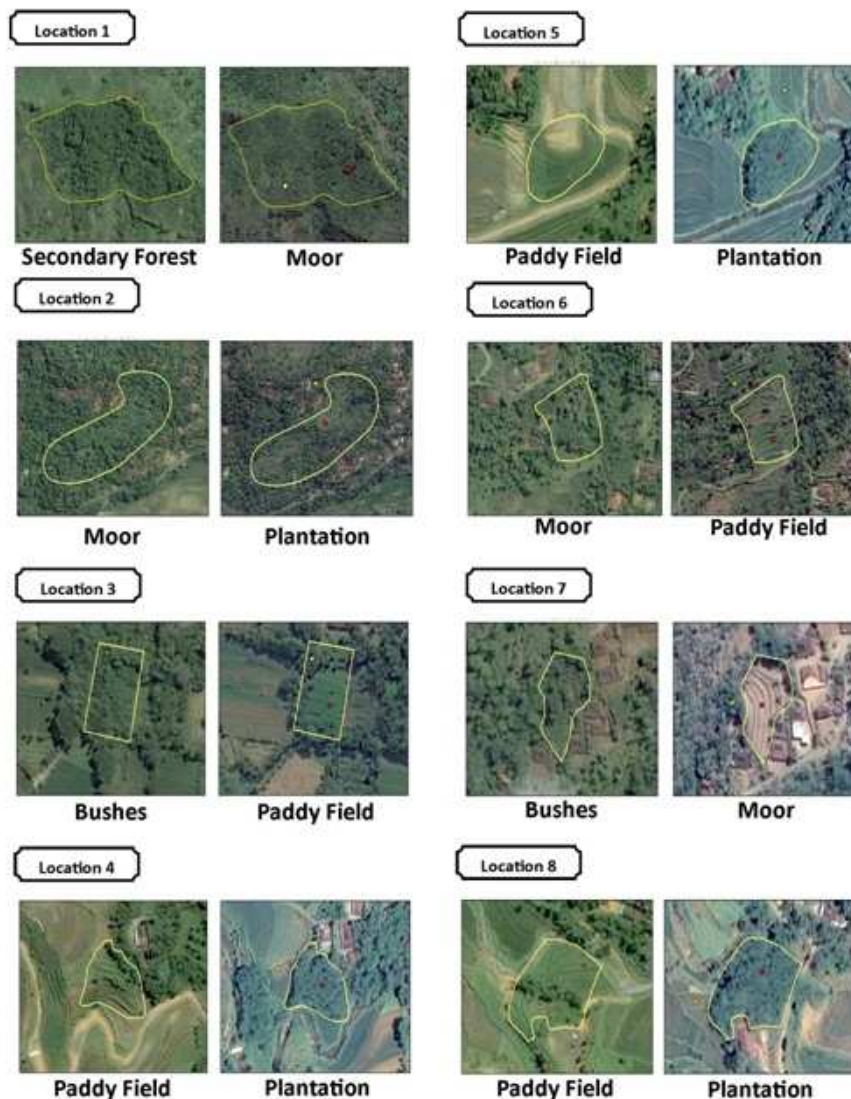 Location 1
Secondary Forest
Moor
Location 2
Moor
Plantation
Location 3
Bushes
Paddy Field
Location 4
Paddy Field
Plantation
Location 5
Paddy Field
Plantation
Location 6
Moor
Paddy Field
Location 7
Bushes
Moor
Location 8
Paddy Field
Plantation